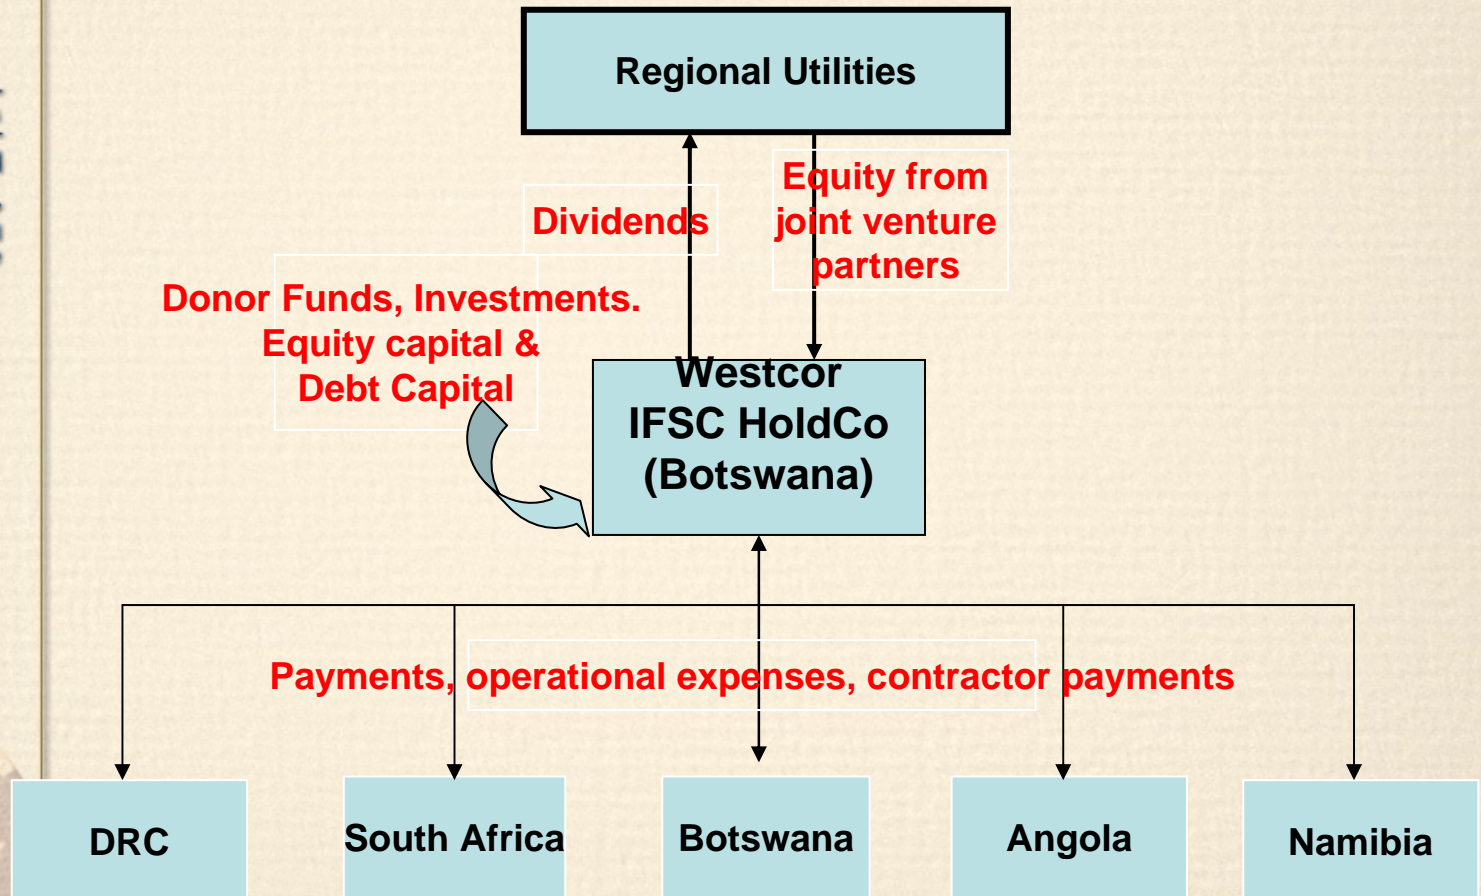 Regional Utilities
Equity from
joint venture
partners
Dividends
Donor Funds, Investments.
Equity capital &
Debt Capital
Westcor
IFSC HoldCo
(Botswana)
Payments, operational expenses, contractor payments
DRC
South Africa
Botswana
Angola
Namibia